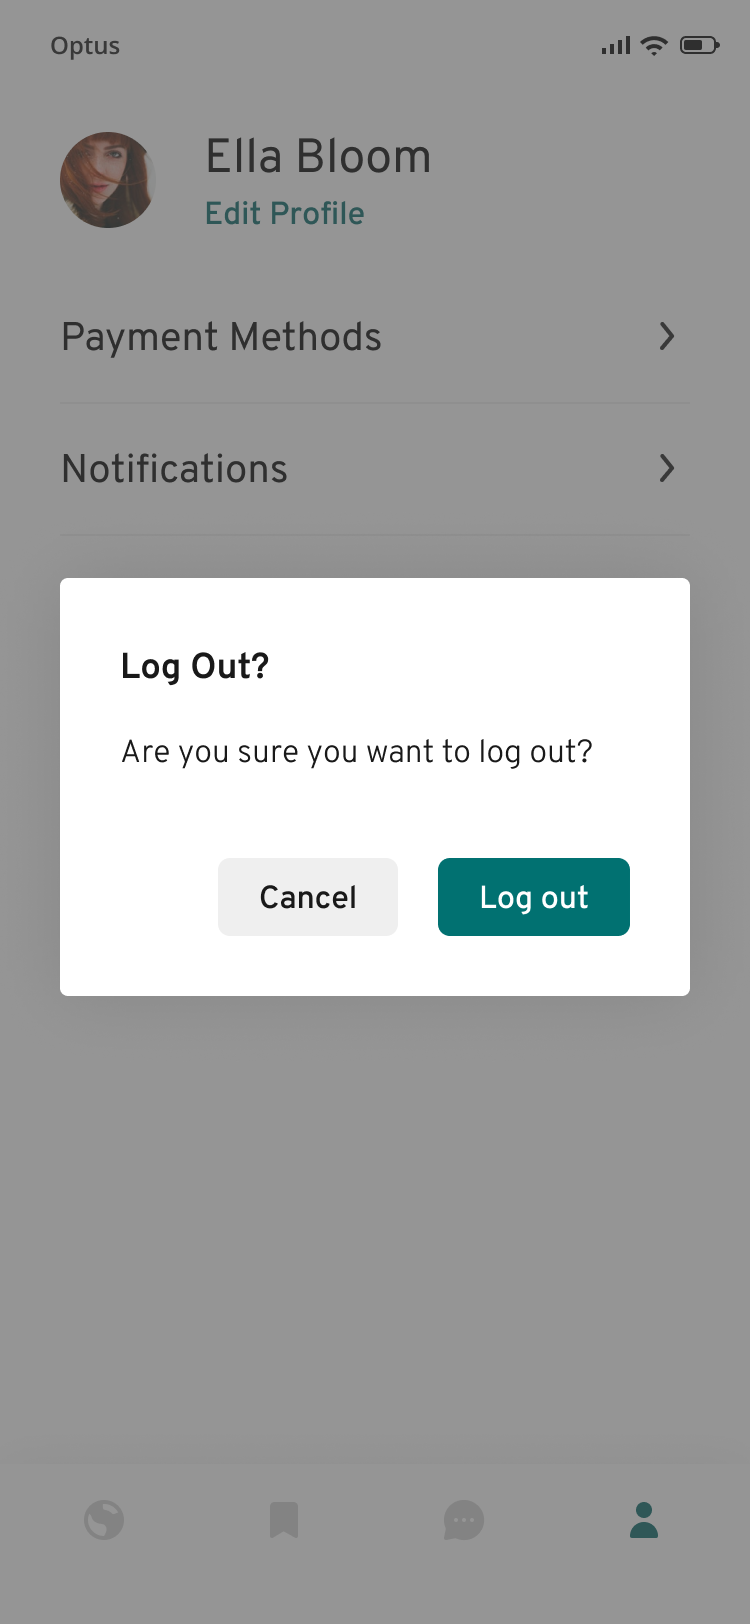 Optus
Ella Bloom
Edit Profile
Payment Methods
Notifications
Log Out?
Are you sure you want to log out?
Cancel
Log out